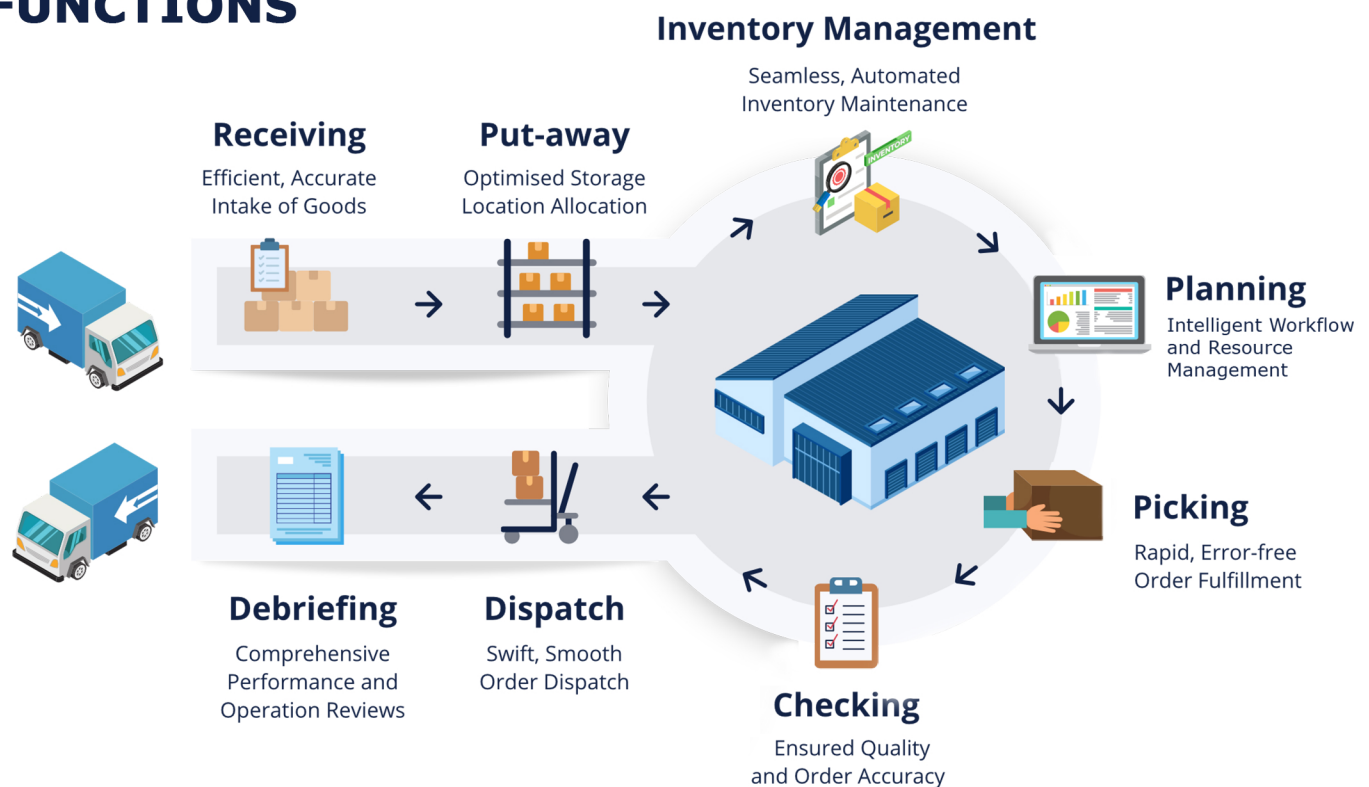 FUNCTIONS
Inventory Management
Seamless, Automated
Inventory Maintenance
INVENTORY
Receiving
Efficient, Accurate
Intake of Goods
Put-away
Optimised Storage
Location Allocation
Planning
Intelligent Workflow
and Resource
Management
Picking
Rapid, Error-free
Order Fulfillment
Checking
Ensured Quality
and Order Accuracy
Dispatch
Swift, Smooth
Order Dispatch
Debriefing
Comprehensive
Performance and
Operation Reviews